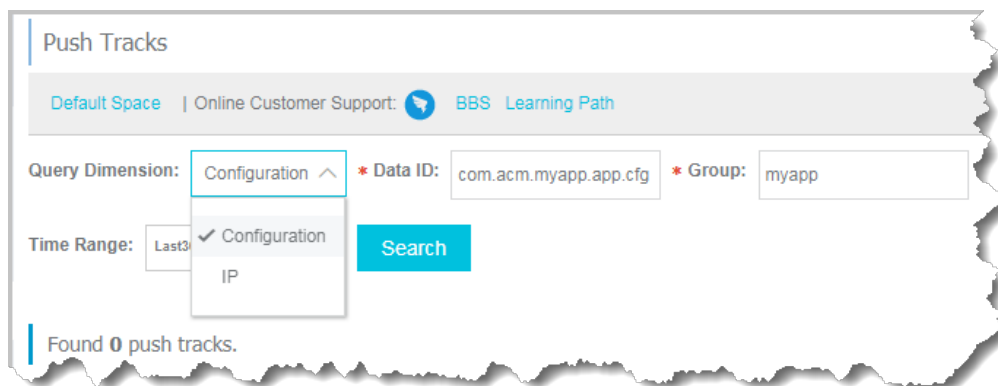 Push Tracks
Default Space | Online Customer Support: BBS Learning Path
Query Dimension: Configuration * Data ID: com.acm.myapp.app.cfg * Group: myapp
Configuration
Time Range: Search
IP
Found 0 push tracks.